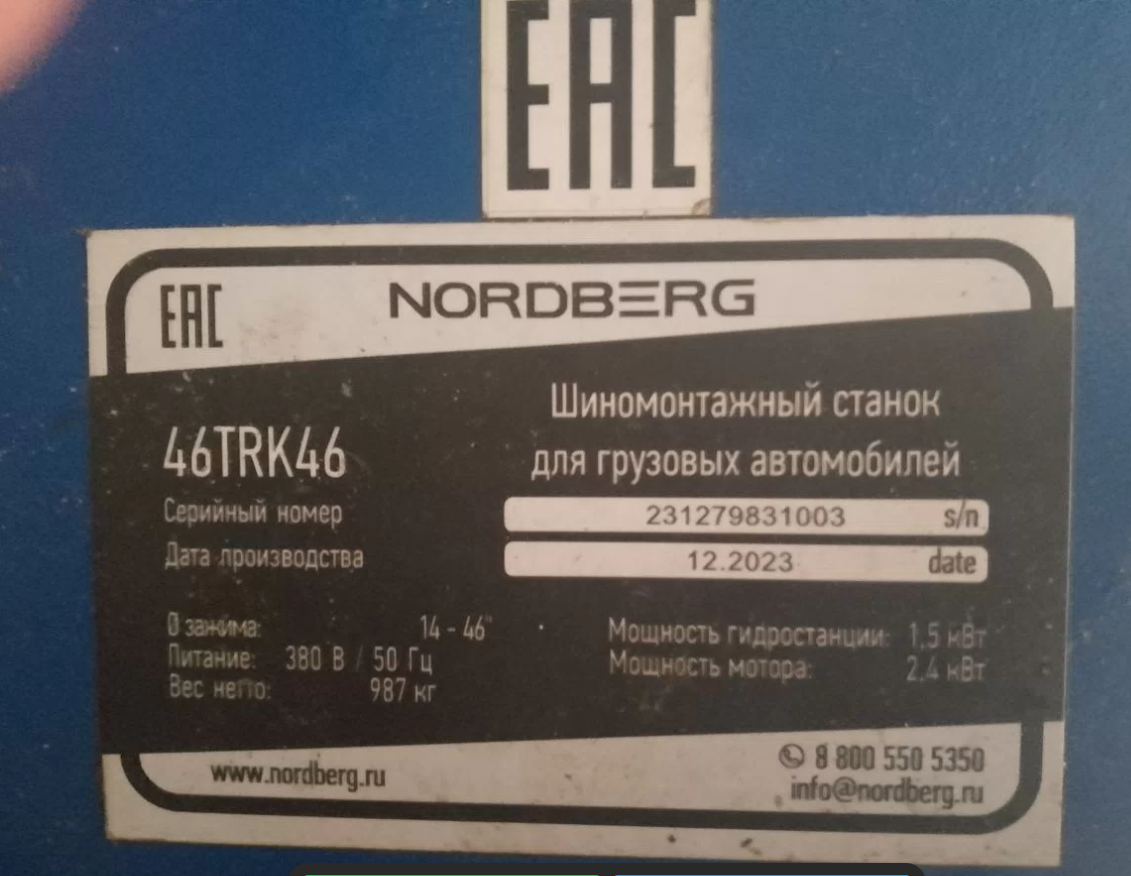 EAC
EAC NORDBERG
Шиномонтажный станок
46TRK46 для грузовых автомобилей
Серийный номер 231279831003 s/n
Дата производства 12.2023 date
Ø зажима: 14 - 46" Мощность гидростанции: 1,5 кВт
Питание: 380 В / 50 Гц Мощность мотора: 2.4 кВт
Вес нетто: 987 кг
www.nordberg.ru 8 800 550 5350
info@nordberg.ru